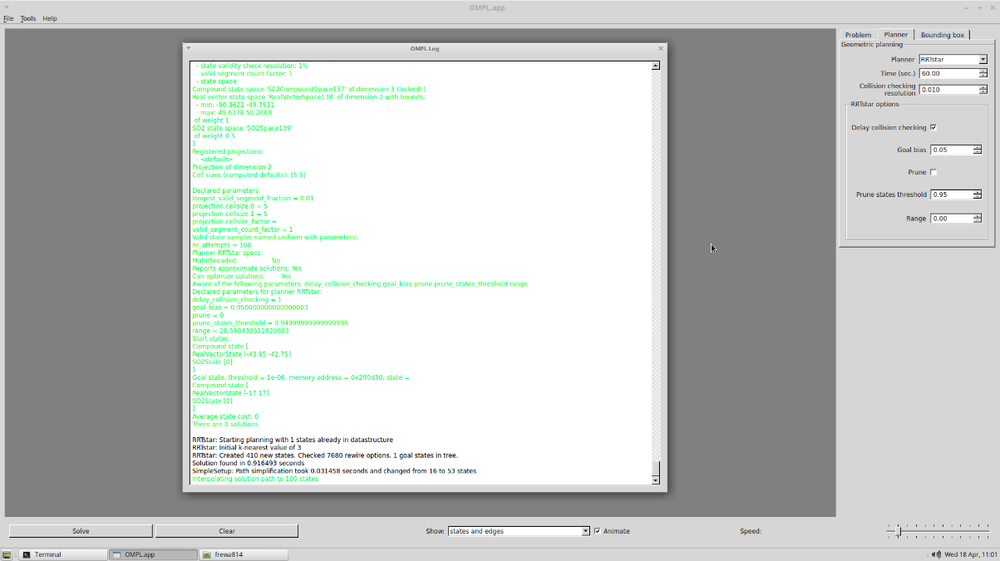 OMPL.app
File Tools Help
OMPL Log
- state validity check resolution: 1%
- valid segment count factor: 1
- state space:
Compound state space 'SE2CompoundSpace137' of dimension 3 (locked) [
Real vector state space 'RealVectorSpace138' of dimension 2 with bounds:
- min: -50.3622 -49.7931
- max: 49.6378 50.2069
of weight 1
SO2 state space 'SO2Space139'
of weight 0.5
]
Registered projections:
- <default>
Projection of dimension 2
Cell sizes (computed defaults): [5 5]
Declared parameters:
longest_valid_segment_fraction = 0.01
projection.cellsize.0 = 5
projection.cellsize.1 = 5
projection.cellsize_factor =
valid_segment_count_factor = 1
Valid state sampler named uniform with parameters:
nr_attempts = 100
Planner RRTstar specs:
Multithreaded: No
Reports approximate solutions: Yes
Can optimize solutions: Yes
Aware of the following parameters: delay_collision_checking goal_bias prune prune_states_threshold range
Declared parameters for planner RRTstar:
delay_collision_checking = 1
goal_bias = 0.050000000000000003
prune = 0
prune_states_threshold = 0.94999999999999996
range = 28.598430512820883
Start states:
Compound state [
RealVectorState [-43.95 -42.75]
SO2State [0]
]
Goal state, threshold = 1e-06, memory address = 0x2ff0d30, state =
Compound state [
RealVectorState [-17 17]
SO2State [0]
]
Average state cost: 0
There are 0 solutions
RRTstar: Starting planning with 1 states already in datastructure
RRTstar: Initial k-nearest value of 3
RRTstar: Created 410 new states. Checked 7680 rewire options. 1 goal states in tree.
Solution found in 0.916493 seconds
SimpleSetup: Path simplification took 0.031458 seconds and changed from 16 to 53 states
Interpolating solution path to 100 states
Problem Planner Bounding box
Geometric planning
Planner RRTstar
Time (sec.) 60.00
Collision checking resolution 0.010
RRTstar options
Delay collision checking
Goal bias 0.05
Prune
Prune states threshold 0.95
Range 0.00
Solve Clear Show: states and edges Animate Speed:
Terminal OMPL.app frewa814 Wed 18 Apr, 11:01